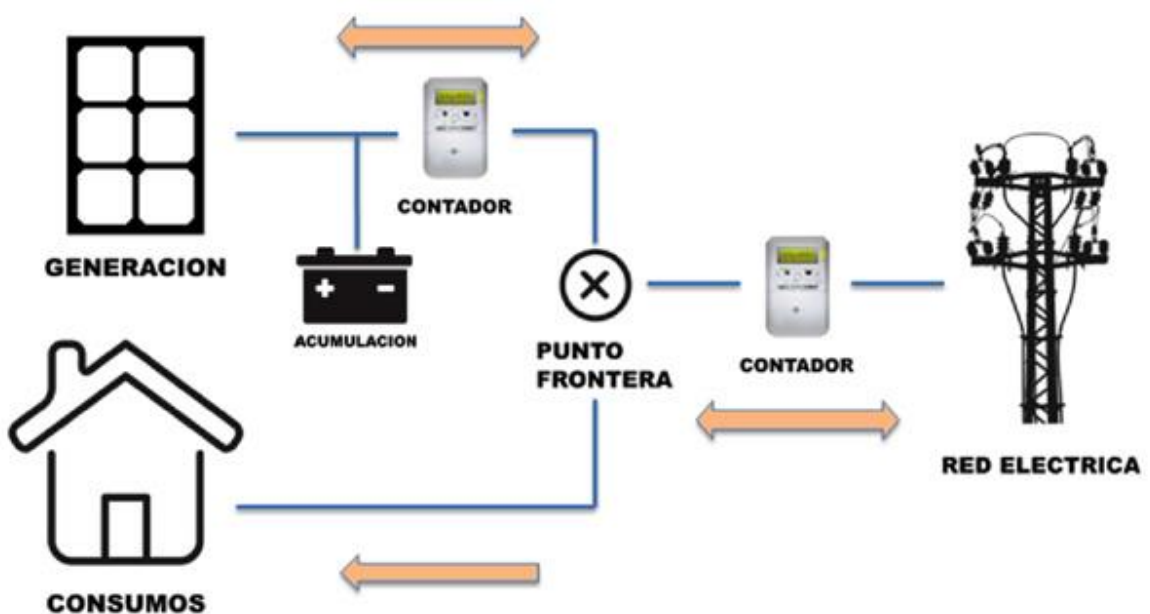 CONTADOR
GENERACION
+ -
ACUMULACION
PUNTO
FRONTERA
CONTADOR
RED ELECTRICA
CONSUMOS